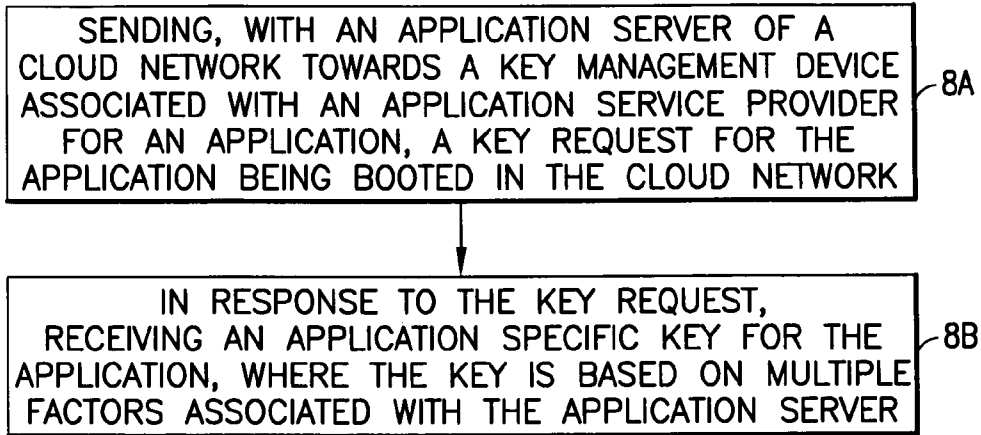 SENDING, WITH AN APPLICATION SERVER OF A
CLOUD NETWORK TOWARDS A KEY MANAGEMENT DEVICE
ASSOCIATED WITH AN APPLICATION SERVICE PROVIDER
FOR AN APPLICATION, A KEY REQUEST FOR THE
APPLICATION BEING BOOTED IN THE CLOUD NETWORK
8A
IN RESPONSE TO THE KEY REQUEST,
RECEIVING AN APPLICATION SPECIFIC KEY FOR THE
APPLICATION, WHERE THE KEY IS BASED ON MULTIPLE
FACTORS ASSOCIATED WITH THE APPLICATION SERVER
8B